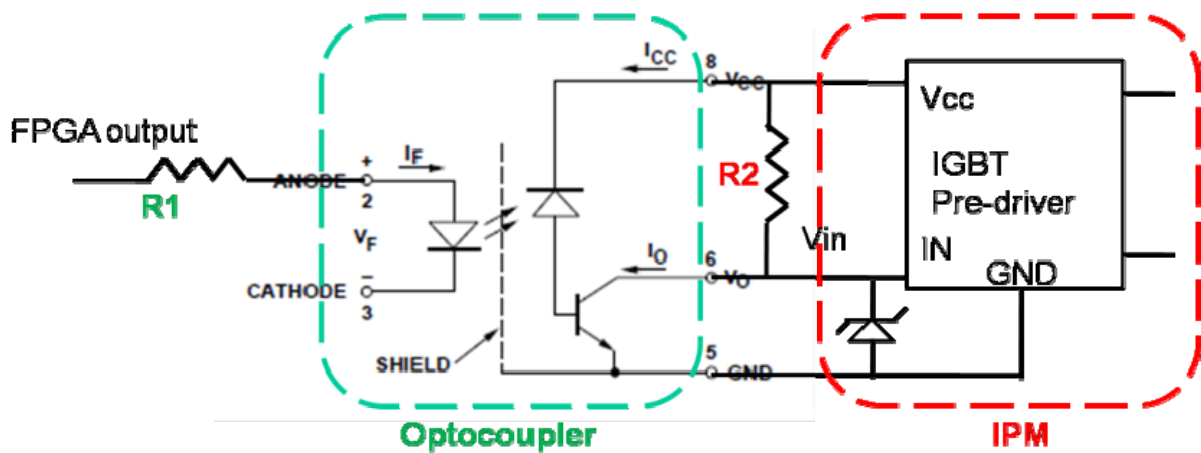 FPGA output
R1
ANODE
+
2
IF
VF
CATHODE
−
3
SHIELD
ICC
8
VCC
IO
6
VO
5
GND
Optocoupler
R2
Vin
Vcc
IGBT
Pre-driver
IN
GND
IPM